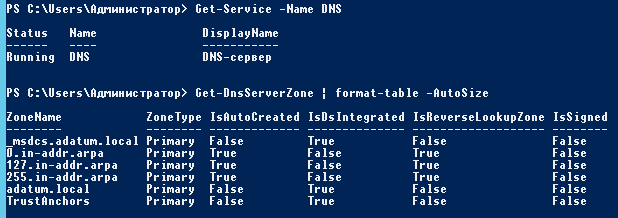 PS C:\Users\Администратор> Get-Service -Name DNS
Status   Name               DisplayName
------   ----               -----------
Running  DNS                DNS-сервер
PS C:\Users\Администратор> Get-DnsServerZone | format-table -AutoSize
ZoneName            ZoneType IsAutoCreated IsDsIntegrated IsReverseLookupZone IsSigned
--------            -------- ------------- -------------- ------------------- --------
_msdcs.adatum.local Primary  False         True           False               False
0.in-addr.arpa      Primary  True          False          True                False
127.in-addr.arpa    Primary  True          False          True                False
255.in-addr.arpa    Primary  True          False          True                False
adatum.local        Primary  False         True           False               False
TrustAnchors        Primary  False         True           False               False